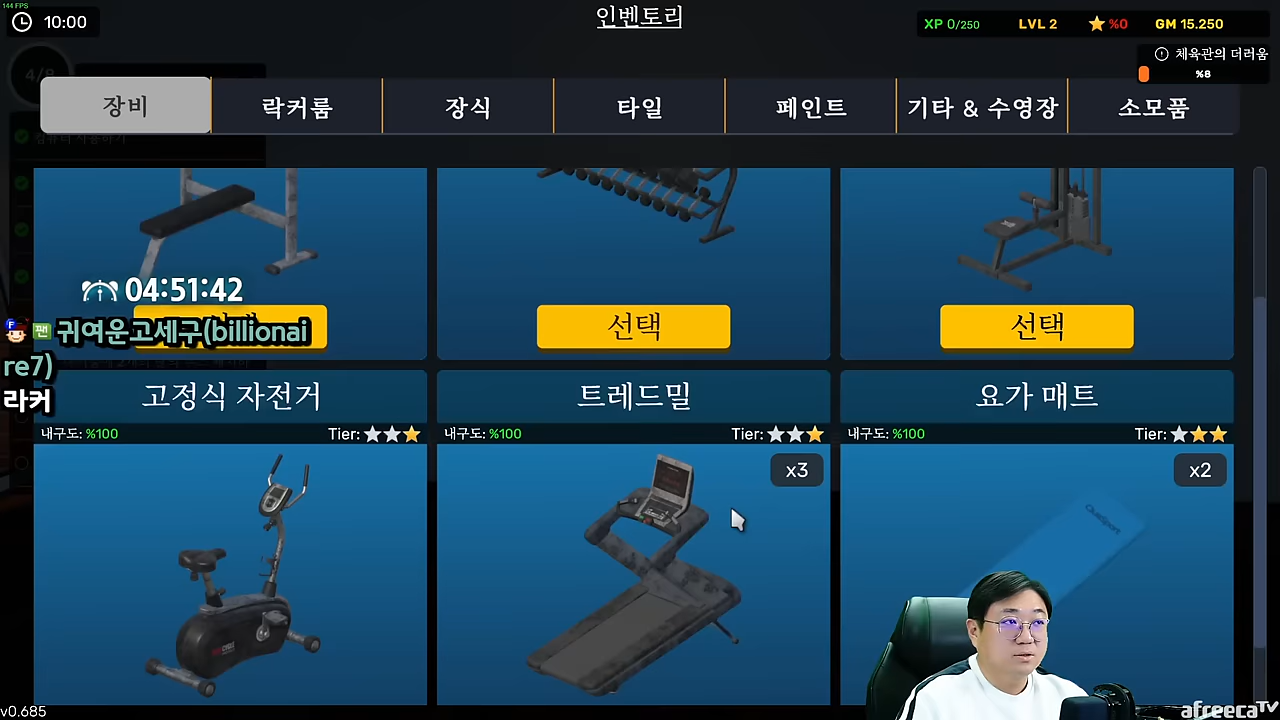 144 FPS
10:00
인벤토리
XP 0/250
LVL 2
%0
GM 15.250
체육관의 더러움
%8
장비
락커룸
장식
타일
페인트
기타 & 수영장
소모품
04:51:42
선택
선택
팬 귀여운고세구(billionai
re7)
라커
고정식 자전거
트레드밀
요가 매트
내구도: %100
Tier:
내구도: %100
Tier:
내구도: %100
Tier:
x3
x2
v0.685
afreecaTV